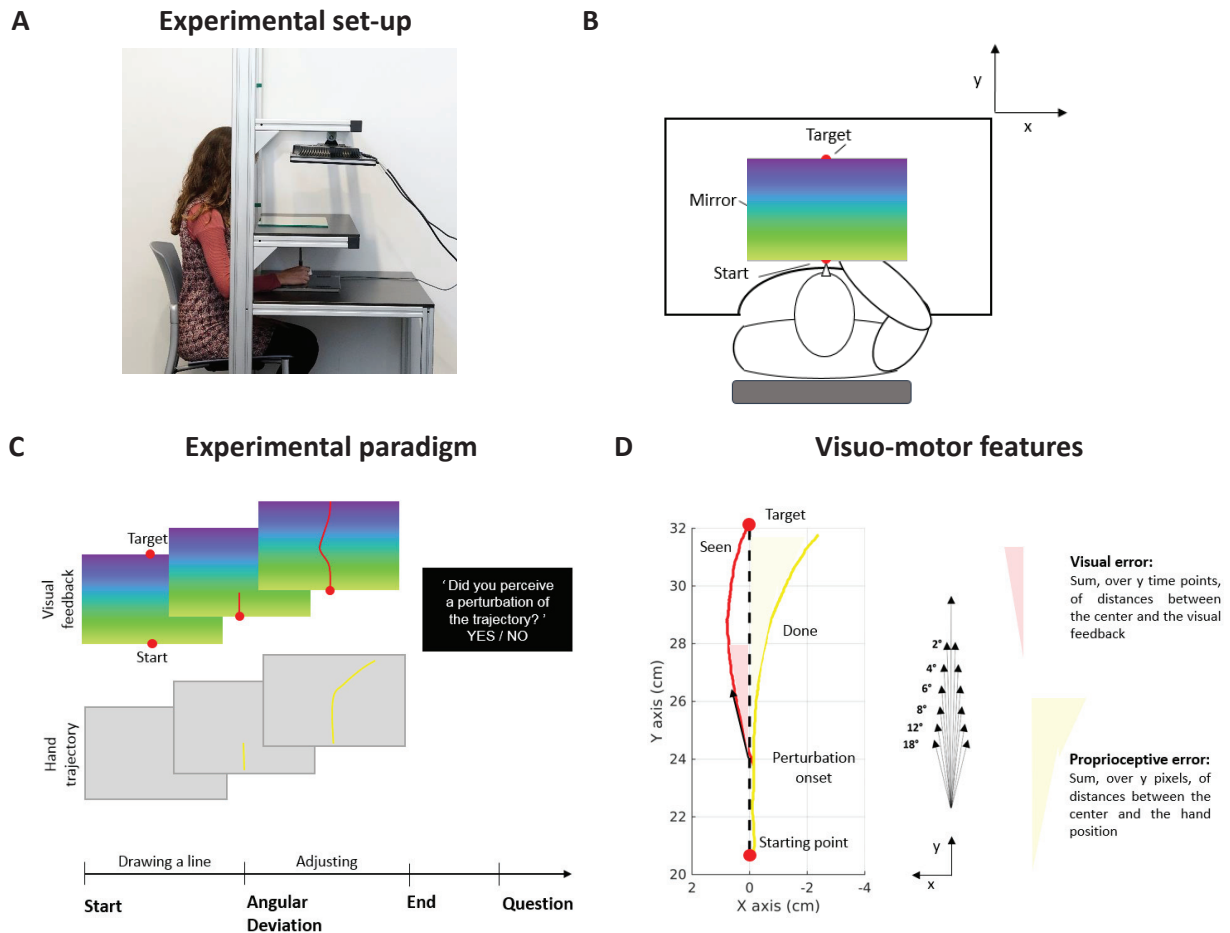 A
Experimental set-up
B
y
x
Target
Mirror
Start
C
Experimental paradigm
Visual
feedback
Target
Start
' Did you perceive
a perturbation of
the trajectory? '
YES / NO
Hand
trajectory
Drawing a line
Adjusting
Start
Angular
Deviation
End
Question
D
Visuo-motor features
Y axis (cm)
32
30
28
26
24
22
20
2
0
-2
-4
X axis (cm)
Target
Seen
Done
Perturbation
onset
Starting point
2°
4°
6°
8°
12°
18°
y
x
Visual error:
Sum, over y time points,
of distances between
the center and the visual
feedback
Proprioceptive error:
Sum, over y pixels, of
distances between the
center and the hand
position